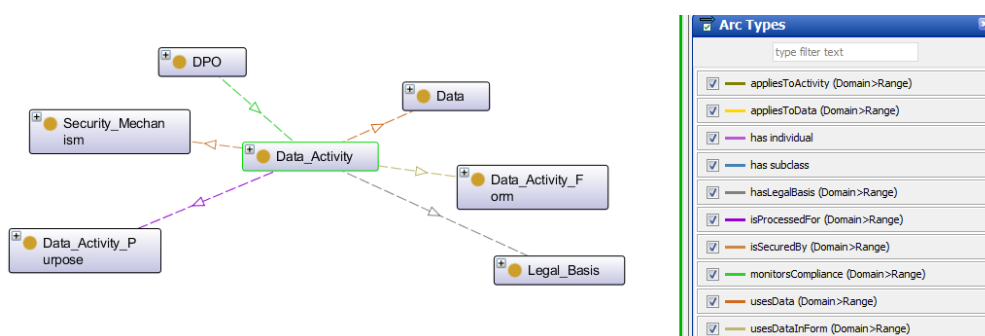 DPO
Data
Security_Mechan
ism
Data_Activity
Data_Activity_F
orm
Data_Activity_P
urpose
Legal_Basis
Arc Types
type filter text
appliesToActivity (Domain>Range)
appliesToData (Domain>Range)
has individual
has subclass
hasLegalBasis (Domain>Range)
isProcessedFor (Domain>Range)
isSecuredBy (Domain>Range)
monitorsCompliance (Domain>Range)
usesData (Domain>Range)
usesDataInForm (Domain>Range)